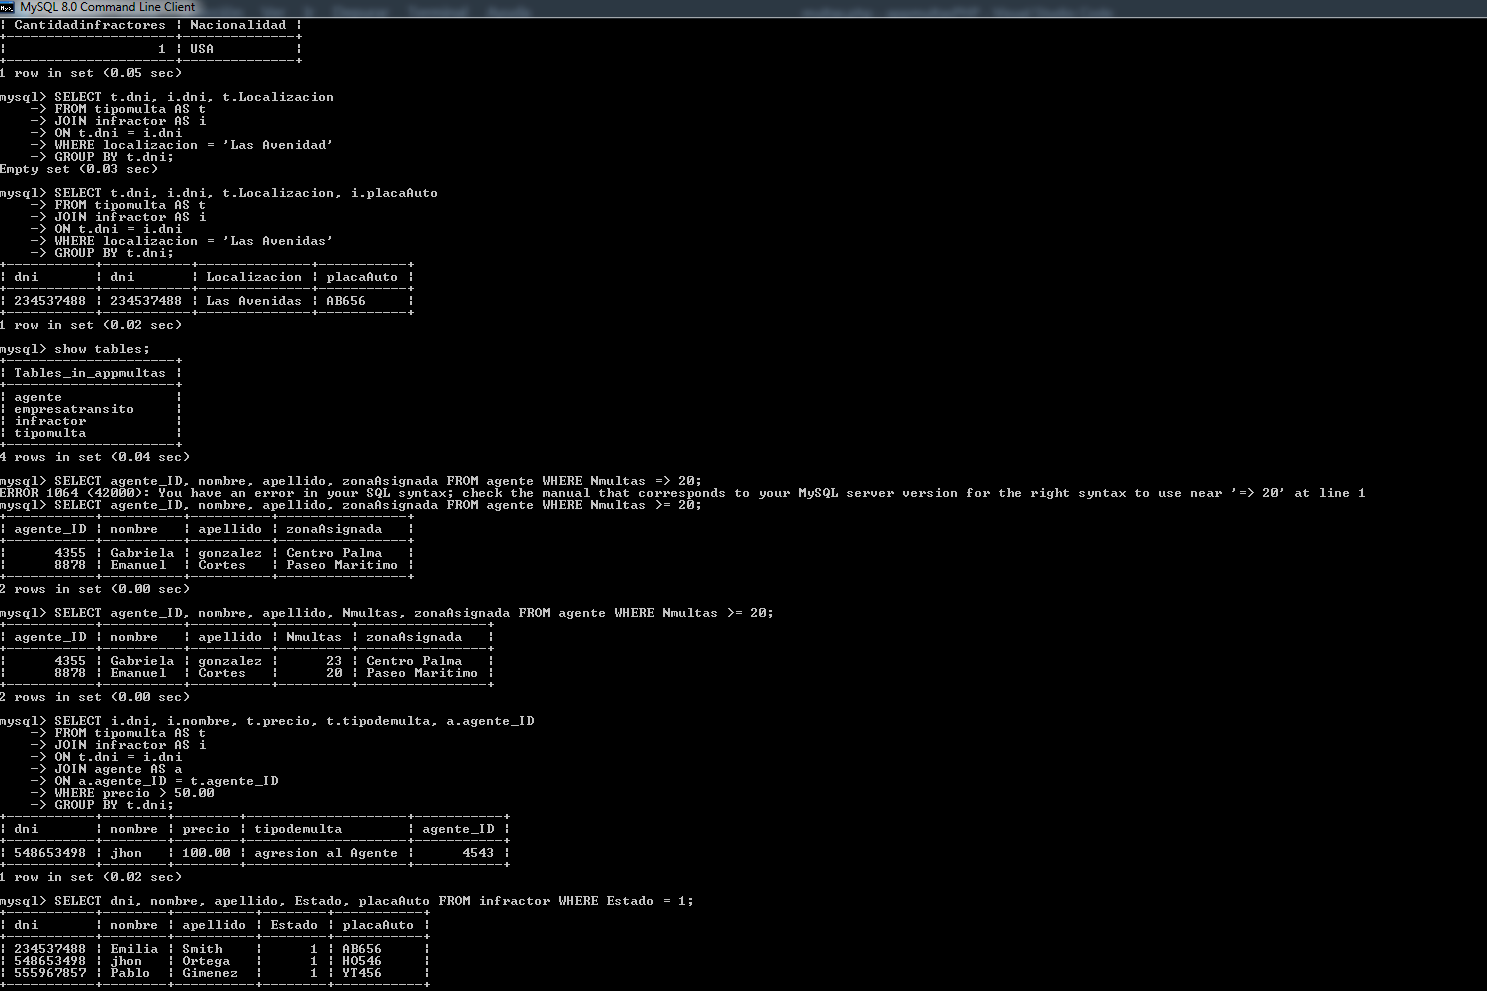 MySQL 8.0 Command Line Client
| Cantidadinfractores | Nacionalidad |
+---------------------+--------------+
|                   1 | USA          |
+---------------------+--------------+
1 row in set (0.05 sec)
mysql> SELECT t.dni, i.dni, t.Localizacion
    -> FROM tipomulta AS t
    -> JOIN infractor AS i
    -> ON t.dni = i.dni
    -> WHERE localizacion = 'Las Avenidad'
    -> GROUP BY t.dni;
Empty set (0.03 sec)
mysql> SELECT t.dni, i.dni, t.Localizacion, i.placaAuto
    -> FROM tipomulta AS t
    -> JOIN infractor AS i
    -> ON t.dni = i.dni
    -> WHERE localizacion = 'Las Avenidas'
    -> GROUP BY t.dni;
+-----------+-----------+--------------+-----------+
| dni       | dni       | Localizacion | placaAuto |
+-----------+-----------+--------------+-----------+
| 234537488 | 234537488 | Las Avenidas | AB656     |
+-----------+-----------+--------------+-----------+
1 row in set (0.02 sec)
mysql> show tables;
+---------------------+
| Tables_in_appmultas |
+---------------------+
| agente              |
| empresatransito     |
| infractor           |
| tipomulta           |
+---------------------+
4 rows in set (0.04 sec)
mysql> SELECT agente_ID, nombre, apellido, zonaAsignada FROM agente WHERE Nmultas => 20;
ERROR 1064 (42000): You have an error in your SQL syntax; check the manual that corresponds to your MySQL server version for the right syntax to use near '=> 20' at line 1
mysql> SELECT agente_ID, nombre, apellido, zonaAsignada FROM agente WHERE Nmultas >= 20;
+-----------+----------+----------+----------------+
| agente_ID | nombre   | apellido | zonaAsignada   |
+-----------+----------+----------+----------------+
|      4355 | Gabriela | gonzalez | Centro Palma   |
|      8878 | Emanuel  | Cortes   | Paseo Maritimo |
+-----------+----------+----------+----------------+
2 rows in set (0.00 sec)
mysql> SELECT agente_ID, nombre, apellido, Nmultas, zonaAsignada FROM agente WHERE Nmultas >= 20;
+-----------+----------+----------+---------+----------------+
| agente_ID | nombre   | apellido | Nmultas | zonaAsignada   |
+-----------+----------+----------+---------+----------------+
|      4355 | Gabriela | gonzalez |      23 | Centro Palma   |
|      8878 | Emanuel  | Cortes   |      20 | Paseo Maritimo |
+-----------+----------+----------+---------+----------------+
2 rows in set (0.00 sec)
mysql> SELECT i.dni, i.nombre, t.precio, t.tipodemulta, a.agente_ID
    -> FROM tipomulta AS t
    -> JOIN infractor AS i
    -> ON t.dni = i.dni
    -> JOIN agente AS a
    -> ON a.agente_ID = t.agente_ID
    -> WHERE precio > 50.00
    -> GROUP BY t.dni;
+-----------+--------+--------+--------------------+-----------+
| dni       | nombre | precio | tipodemulta        | agente_ID |
+-----------+--------+--------+--------------------+-----------+
| 548653498 | jhon   | 100.00 | agresion al Agente |      4543 |
+-----------+--------+--------+--------------------+-----------+
1 row in set (0.02 sec)
mysql> SELECT dni, nombre, apellido, Estado, placaAuto FROM infractor WHERE Estado = 1;
+-----------+--------+----------+--------+-----------+
| dni       | nombre | apellido | Estado | placaAuto |
+-----------+--------+----------+--------+-----------+
| 234537488 | Emilia | Smith    |      1 | AB656     |
| 548653498 | jhon   | Ortega   |      1 | HO546     |
| 555967857 | Pablo  | Gimenez  |      1 | YT456     |
+-----------+--------+----------+--------+-----------+